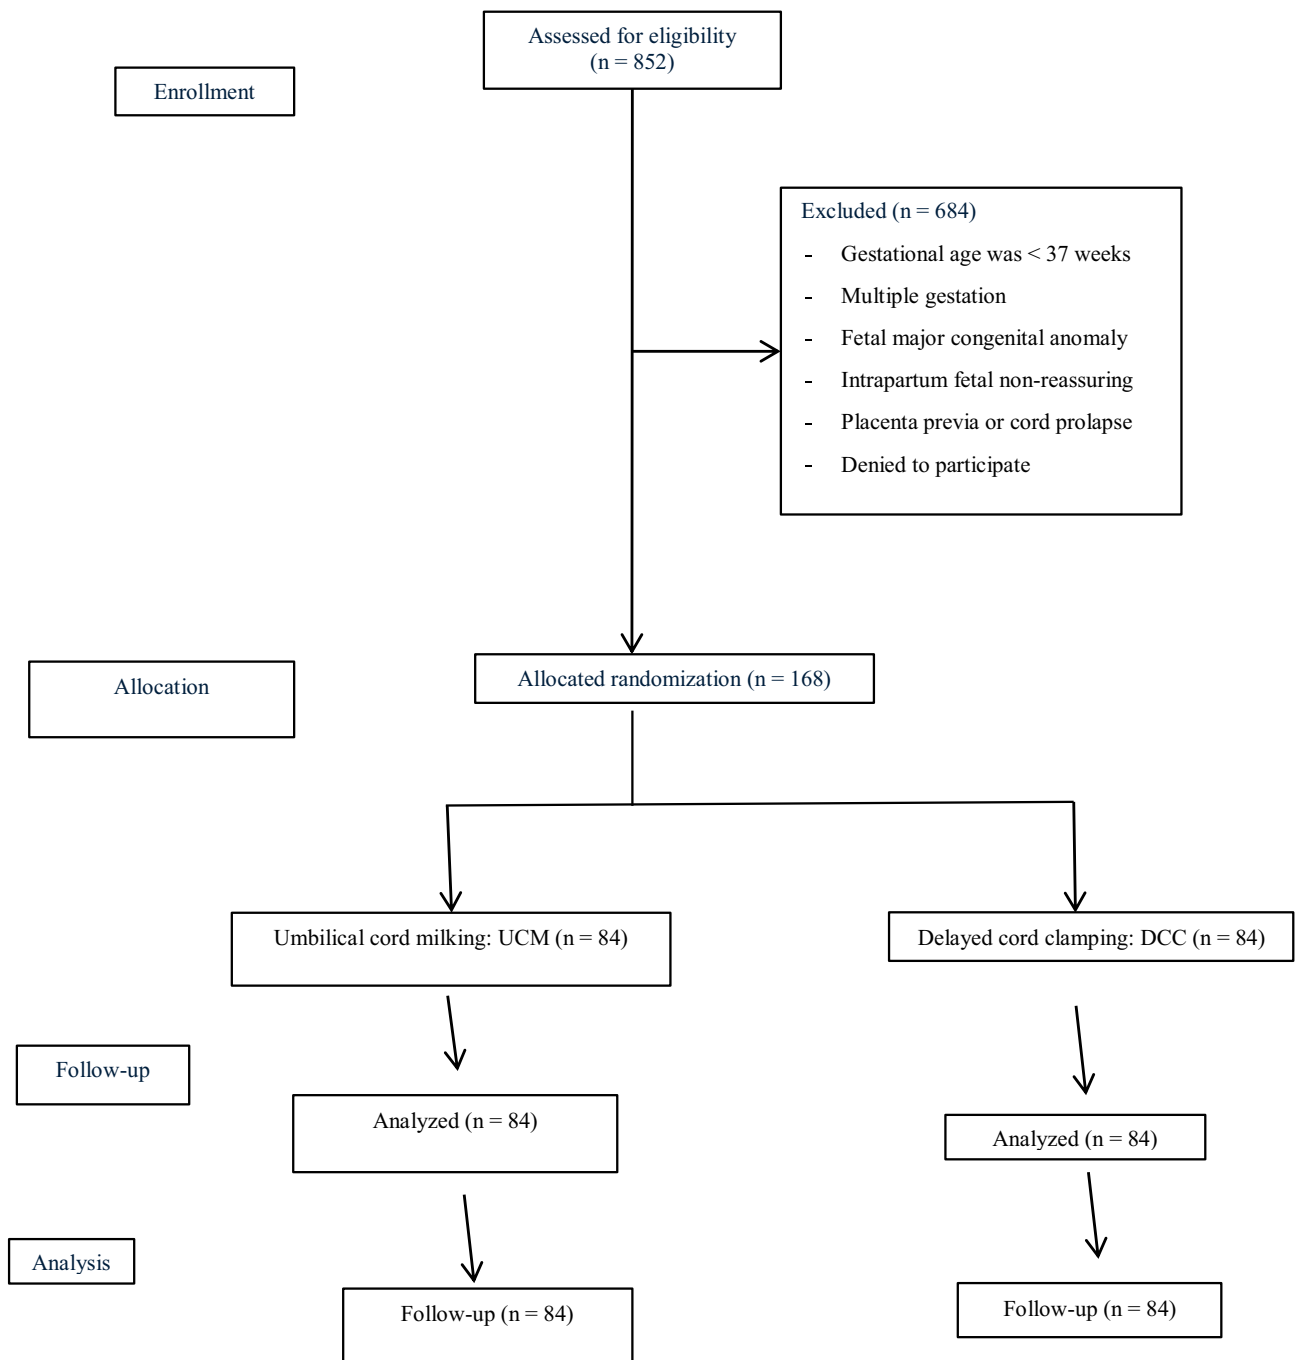 Assessed for eligibility
(n = 852)
Enrollment
Excluded (n = 684)
- Gestational age was < 37 weeks
- Multiple gestation
- Fetal major congenital anomaly
- Intrapartum fetal non-reassuring
- Placenta previa or cord prolapse
- Denied to participate
Allocation
Allocated randomization (n = 168)
Umbilical cord milking: UCM (n = 84)
Delayed cord clamping: DCC (n = 84)
Follow-up
Analyzed (n = 84)
Analyzed (n = 84)
Analysis
Follow-up (n = 84)
Follow-up (n = 84)